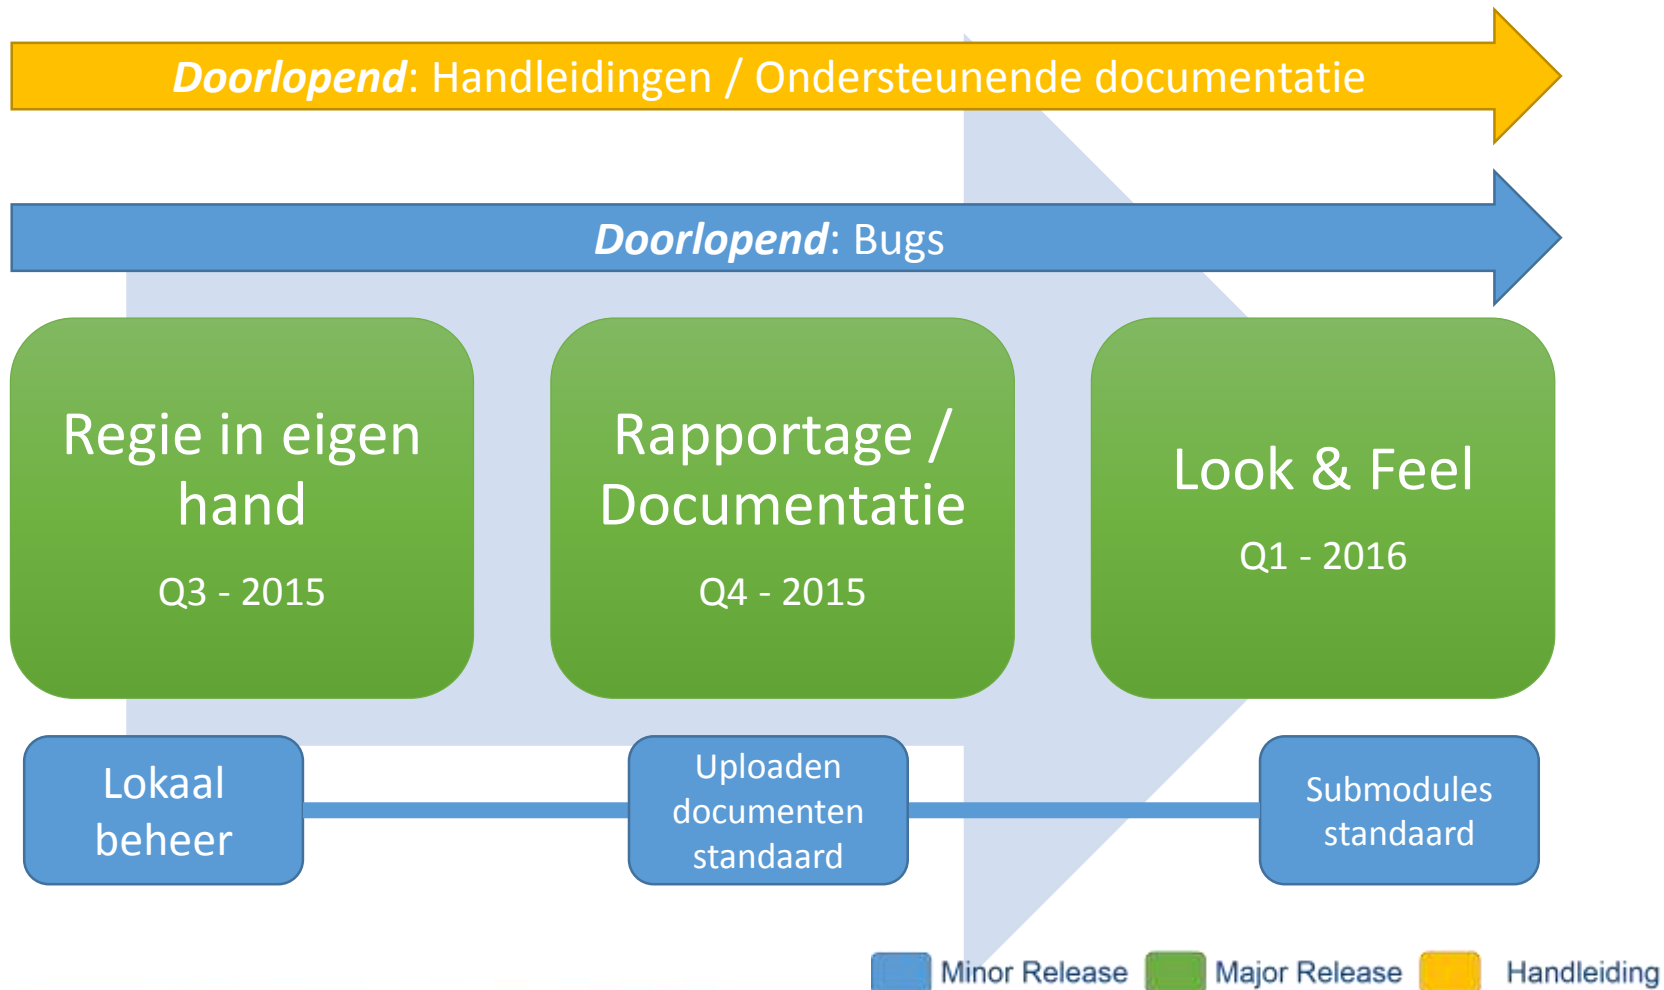 Doorlopend: Handleidingen / Ondersteunende documentatie
Doorlopend: Bugs
Regie in eigen
hand
Q3 - 2015
Rapportage /
Documentatie
Q4 - 2015
Look & Feel
Q1 - 2016
Lokaal
beheer
Uploaden
documenten
standaard
Submodules
standaard
Minor Release
Major Release
Handleiding